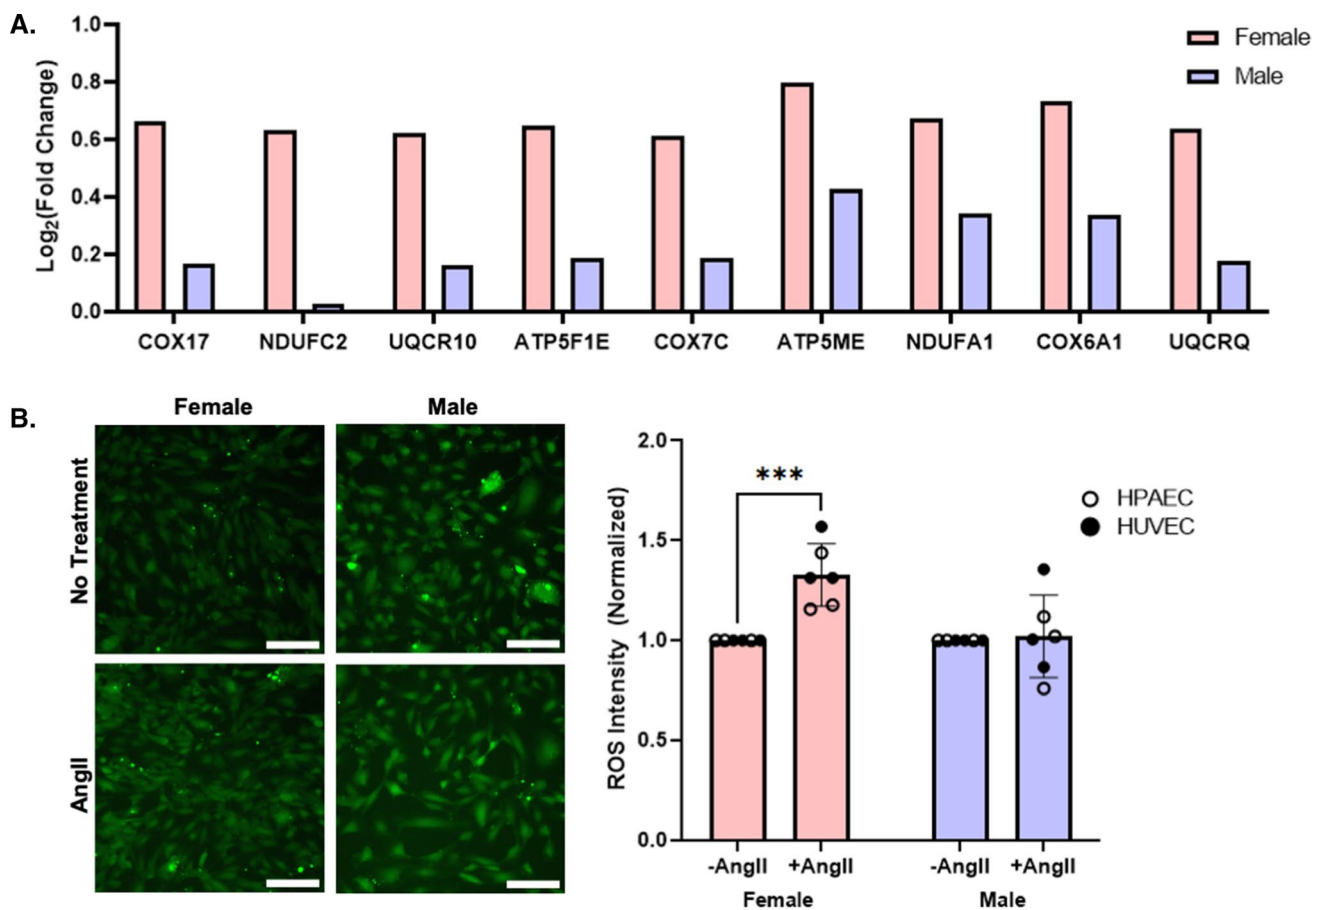 A.
Log2(Fold Change)
1.0
0.8
0.6
0.4
0.2
0.0
Female
Male
COX17 NDUFC2 UQCR10 ATP5F1E COX7C ATP5ME NDUFA1 COX6A1 UQCRQ
B.
Female Male
No Treatment
AngII
ROS Intensity (Normalized)
2.0
1.5
1.0
0.5
0.0
***
HPAEC
HUVEC
-AngII +AngII -AngII +AngII
Female Male